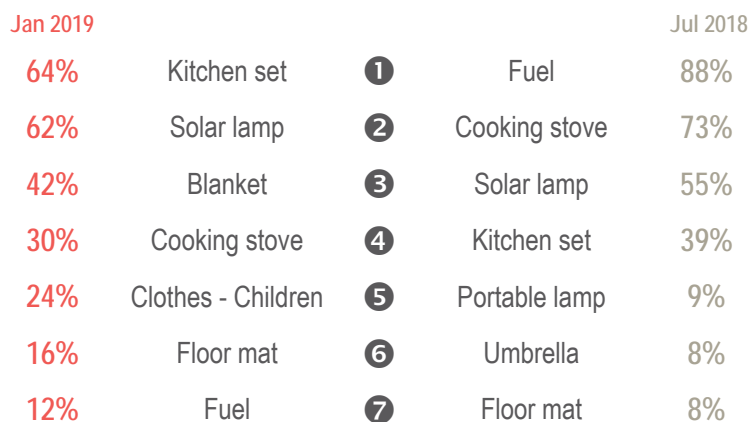 Jan 2019 Jul 2018
64% Kitchen set ❶ Fuel 88%
62% Solar lamp ❷ Cooking stove 73%
42% Blanket ❸ Solar lamp 55%
30% Cooking stove ❹ Kitchen set 39%
24% Clothes - Children ❺ Portable lamp 9%
16% Floor mat ❻ Umbrella 8%
12% Fuel ❼ Floor mat 8%